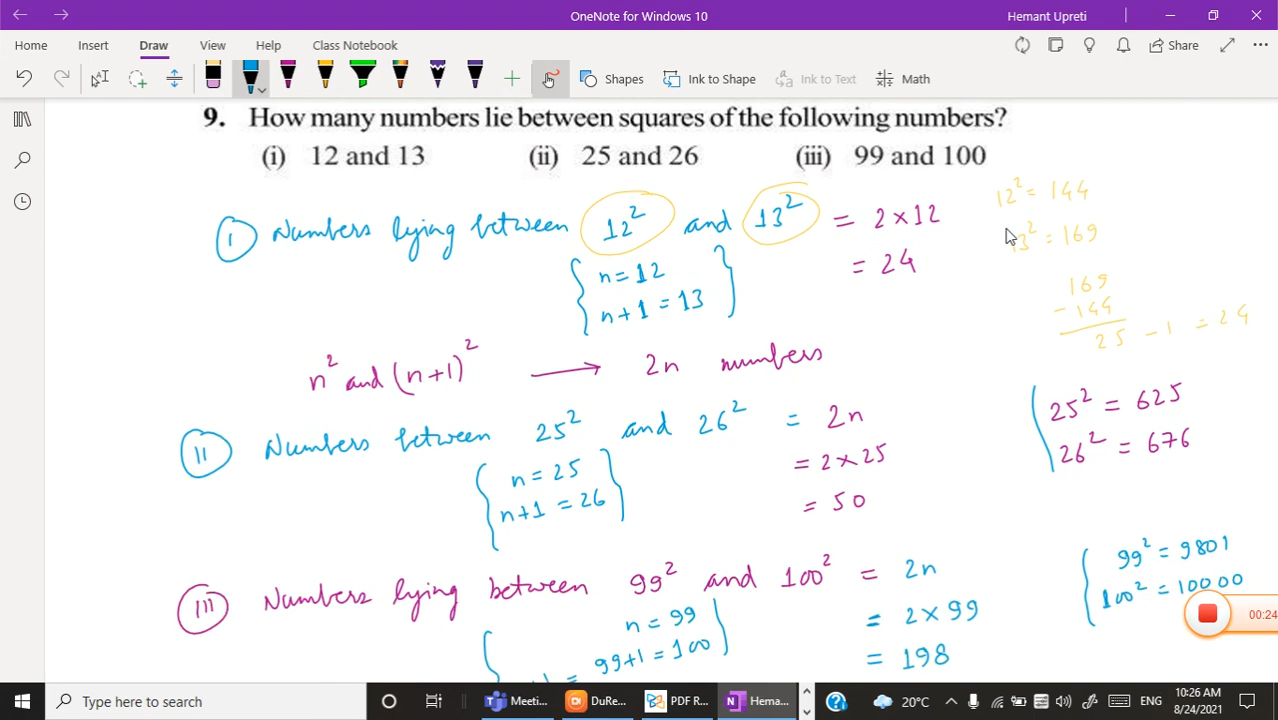 OneNote for Windows 10
Hemant Upreti
Home Insert Draw View Help Class Notebook Share
Shapes Ink to Shape Ink to Text Math
9. How many numbers lie between squares of the following numbers?
(i) 12 and 13 (ii) 25 and 26 (iii) 99 and 100
12² = 144
I Numbers lying between 12² and 13² = 2 × 12
13² = 169
= 24
n = 12
n+1 = 13
169
- 144
25 - 1 = 24
n² and (n+1)² → 2n numbers
25² = 625
26² = 676
II Numbers between 25² and 26² = 2n
= 2 × 25
= 50
n = 25
n+1 = 26
99² = 9801
100² = 10000
III Numbers lying between 99² and 100² = 2n
= 2 × 99
= 198
n = 99
99+1 = 100
00:24
Type here to search
Meeti... DuRe... PDF R... Hema...
20°C ENG
10:26 AM
8/24/2021